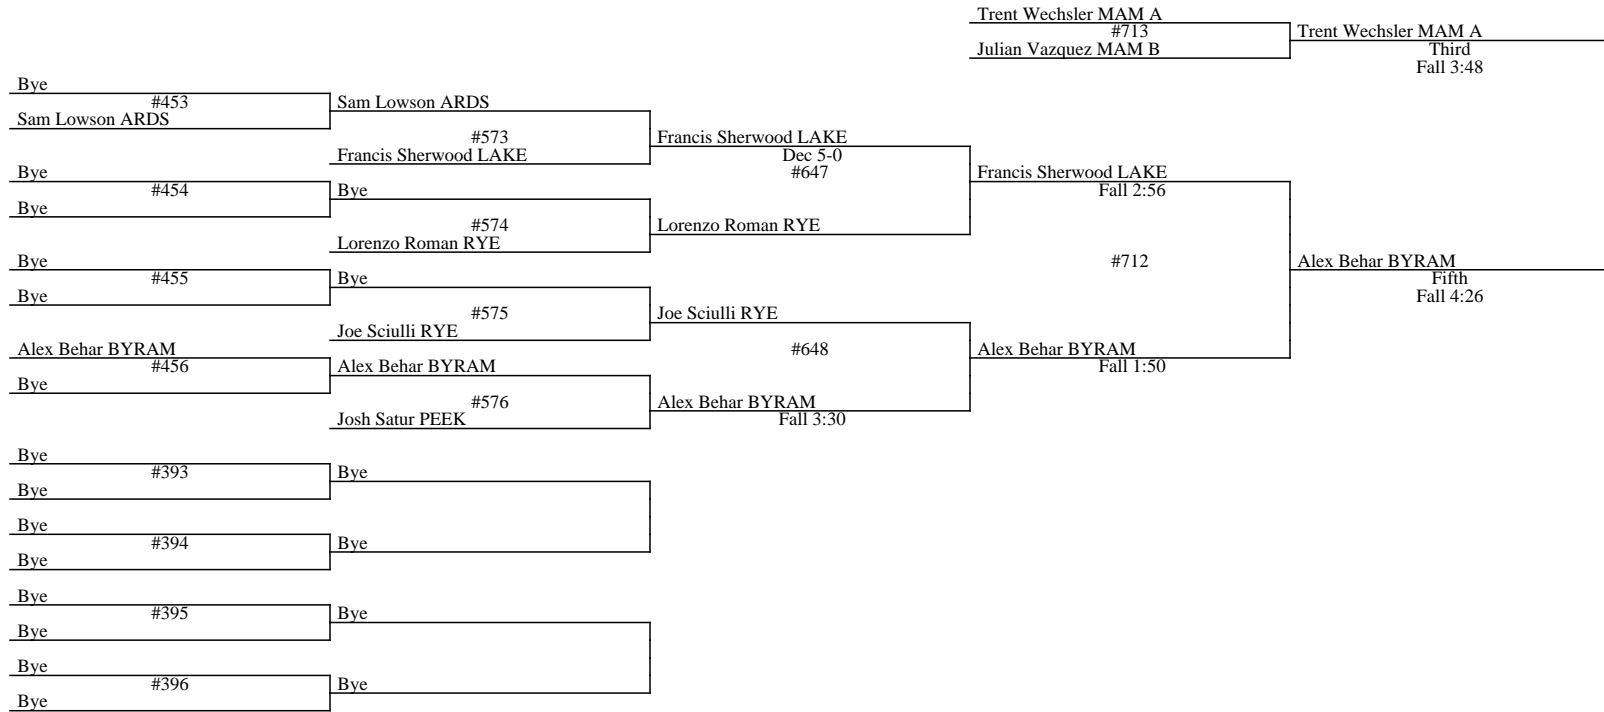 Trent Wechsler MAM A
#713
Julian Vazquez MAM B
Trent Wechsler MAM A
Third
Fall 3:48
Bye
#453
Sam Lowson ARDS
Bye
#454
Bye
Bye
#455
Bye
Alex Behar BYRAM
#456
Bye
Sam Lowson ARDS
#573
Francis Sherwood LAKE
Bye
#574
Lorenzo Roman RYE
Bye
#575
Joe Sciulli RYE
Alex Behar BYRAM
#576
Josh Satur PEEK
Francis Sherwood LAKE
Dec 5-0
#647
Lorenzo Roman RYE
Joe Sciulli RYE
#648
Alex Behar BYRAM
Fall 3:30
Francis Sherwood LAKE
Fall 2:56
#712
Alex Behar BYRAM
Fall 1:50
Alex Behar BYRAM
Fifth
Fall 4:26
Bye
#393
Bye
Bye
#394
Bye
Bye
#395
Bye
Bye
#396
Bye
Bye
Bye
Bye
Bye